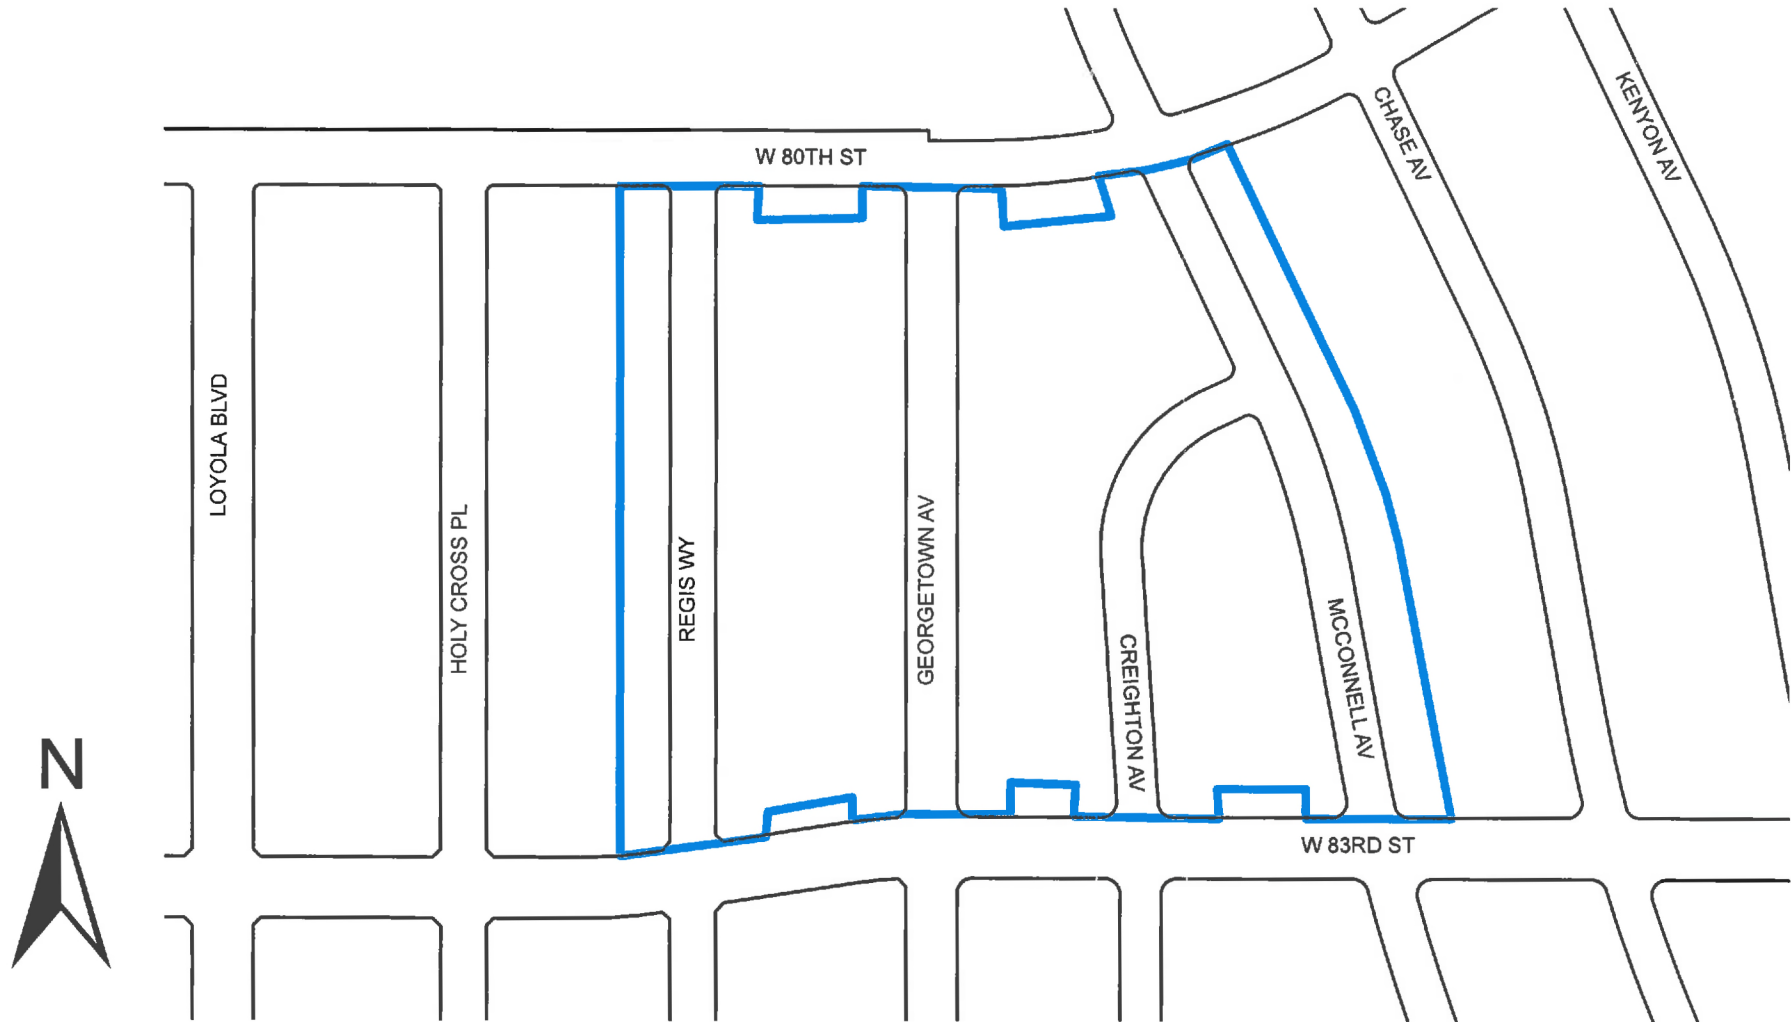 W 80TH ST
CHASE AV
KENYON AV
LOYOLA BLVD
HOLY CROSS PL
REGIS WY
GEORGETOWN AV
CREIGHTON AV
MCCONNELL AV
N
W 83RD ST